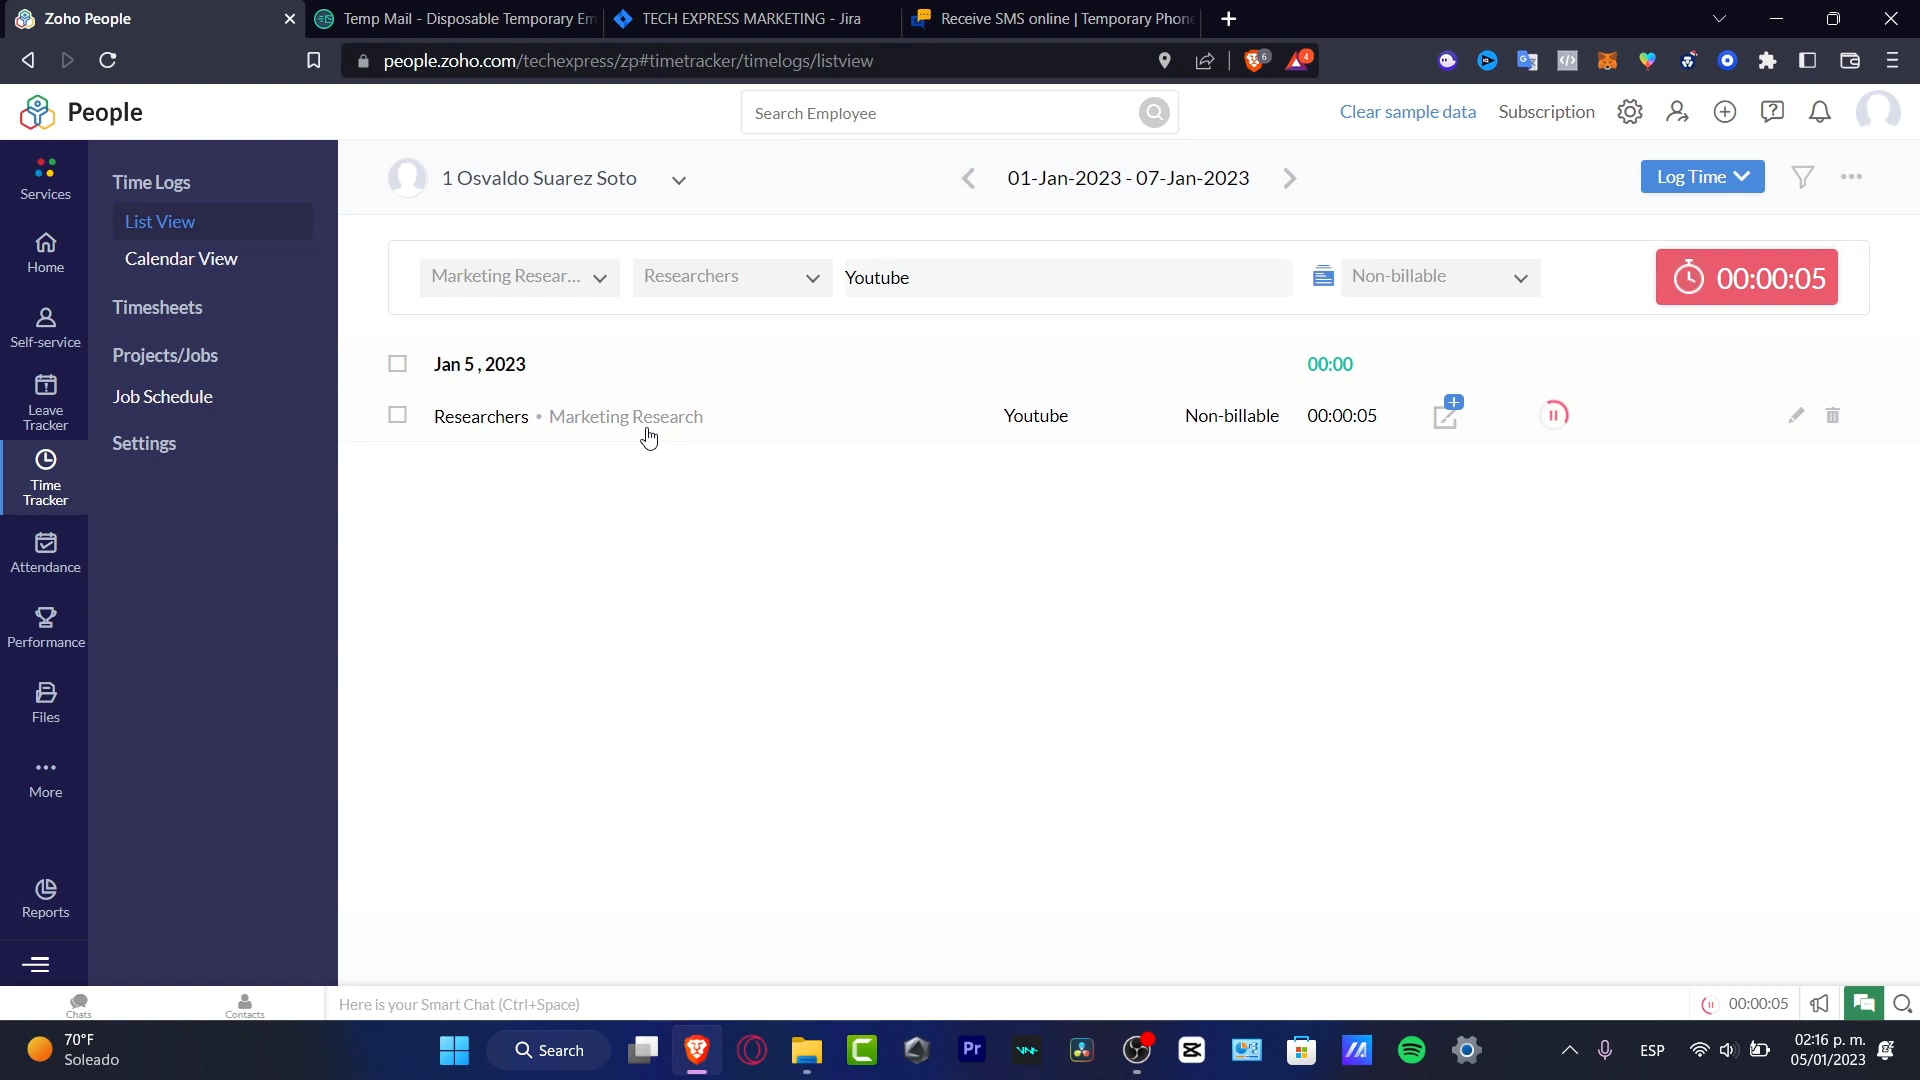 Zoho People
Temp Mail - Disposable Temporary Em
TECH EXPRESS MARKETING - Jira
Receive SMS online | Temporary Phone
people.zoho.com/techexpress/zp#timetracker/timelogs/listview
6
4
People
Search Employee
Clear sample data
Subscription
Services
Home
Self-service
Leave
Tracker
Time
Tracker
Attendance
Performance
Files
More
Reports
Time Logs
List View
Calendar View
Timesheets
Projects/Jobs
Job Schedule
Settings
1 Osvaldo Suarez Soto
01-Jan-2023 - 07-Jan-2023
Log Time
Marketing Resear...
Researchers
Youtube
Non-billable
00:00:05
Jan 5 , 2023
00:00
Researchers • Marketing Research
Youtube
Non-billable
00:00:05
Chats
Contacts
Here is your Smart Chat (Ctrl+Space)
00:00:05
70°F
Soleado
Search
Pr
ESP
02:16 p. m.
05/01/2023